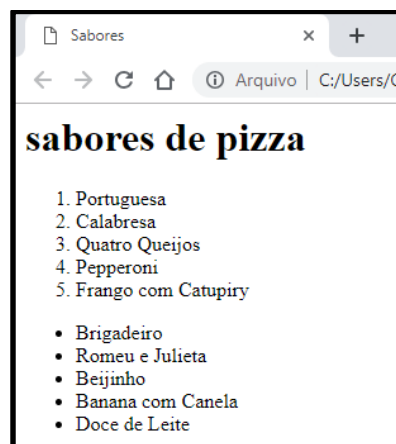 Sabores
Arquivo | C:/Users/
sabores de pizza
1. Portuguesa
2. Calabresa
3. Quatro Queijos
4. Pepperoni
5. Frango com Catupiry
• Brigadeiro
• Romeu e Julieta
• Beijinho
• Banana com Canela
• Doce de Leite